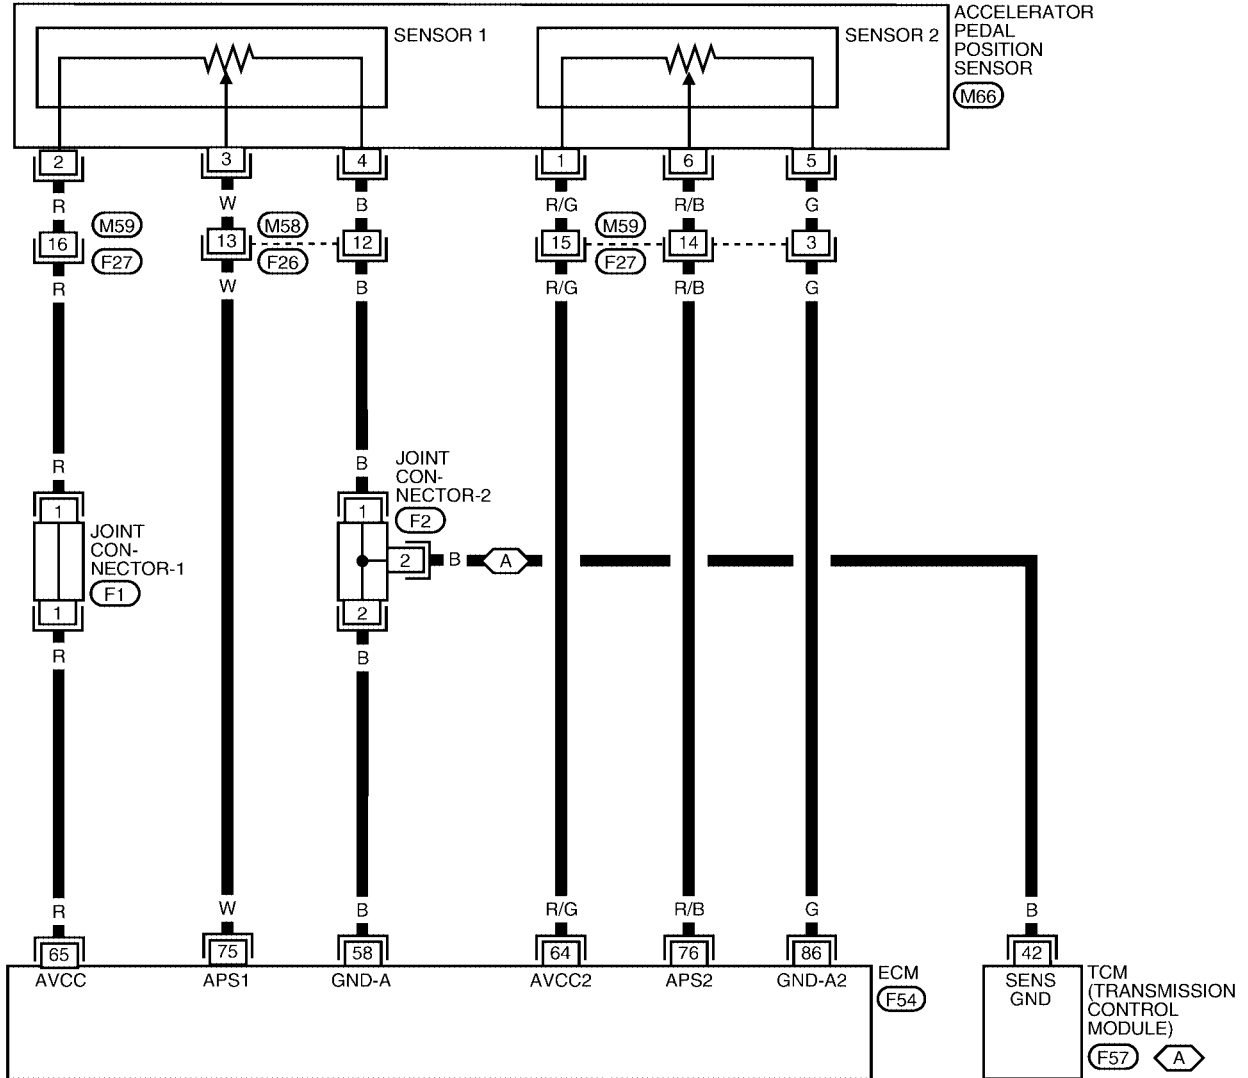 ACCELERATOR
PEDAL
POSITION
SENSOR
M66
SENSOR 1
SENSOR 2
2 3 4 1 6 5
R W B R/G R/B G
M59 M58 M59
16 13 12 15 14 3
F27 F26 F27
R W B R/G R/B G
R B
JOINT
CON-
NECTOR-2
F2
1 1
JOINT
CON-
NECTOR-1
F1
2 B A
1 2
R B
R W B R/G R/B G B
65 75 58 64 76 86 42
AVCC APS1 GND-A AVCC2 APS2 GND-A2
ECM
F54
SENS
GND
TCM
(TRANSMISSION
CONTROL
MODULE)
F57 A